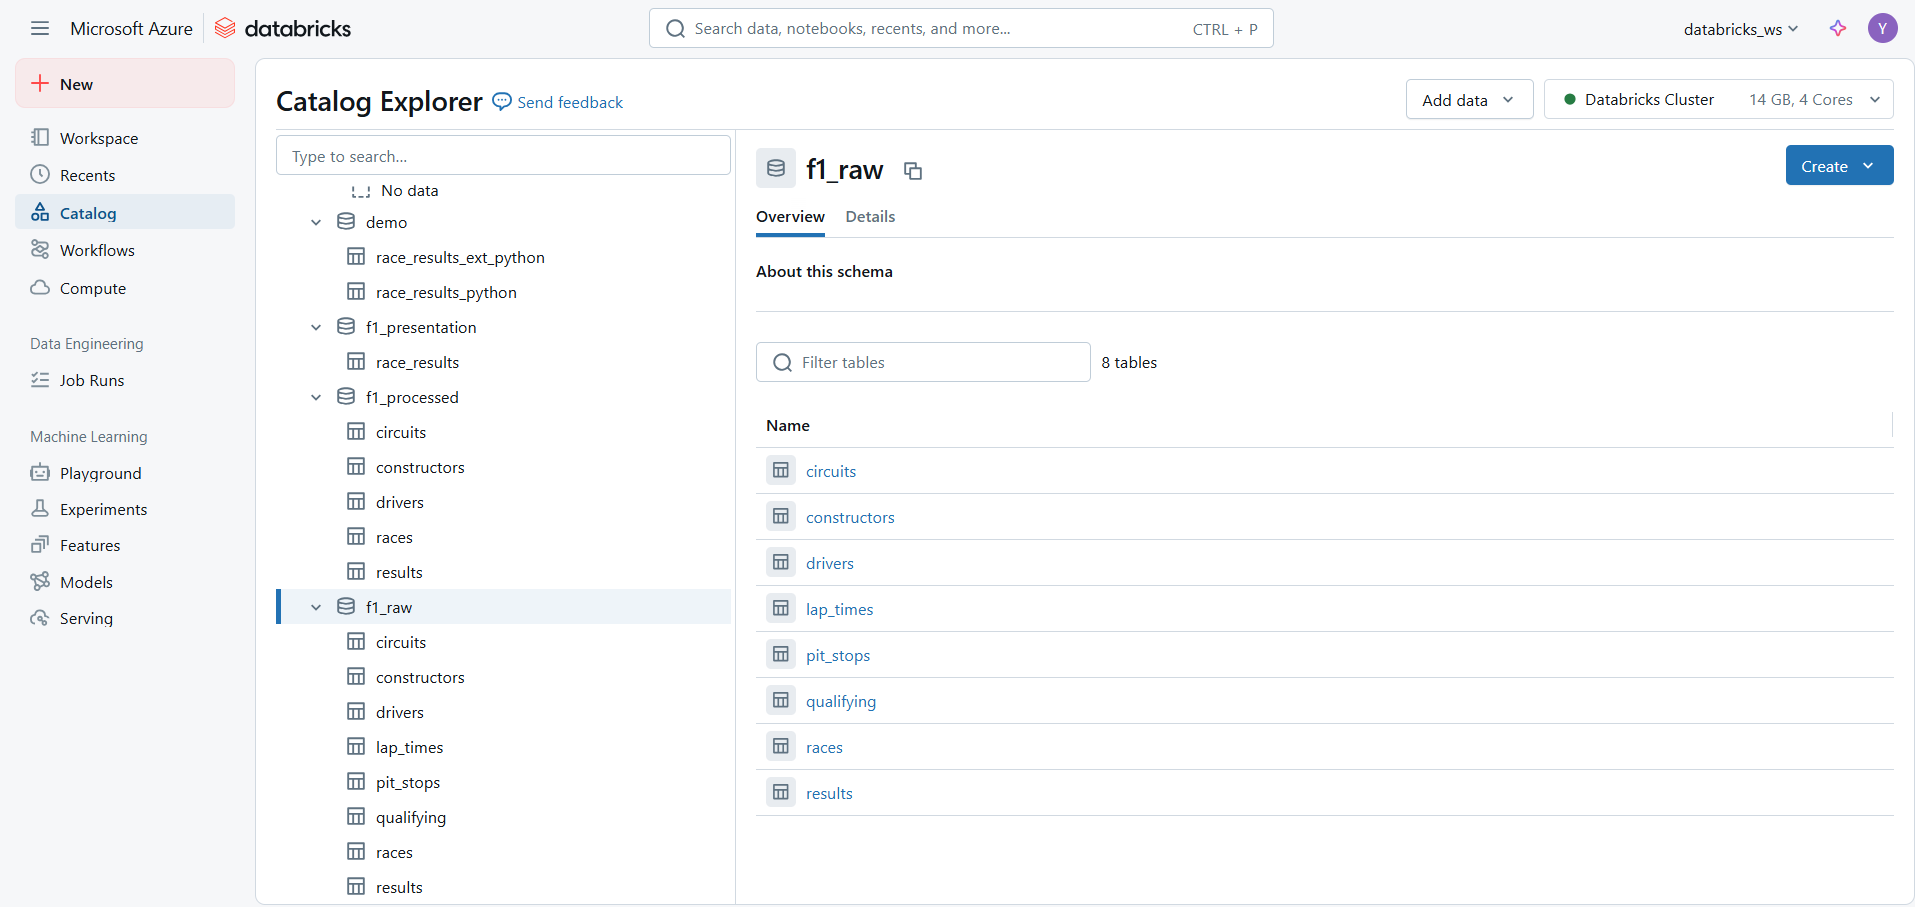 Microsoft Azure databricks
Search data, notebooks, recents, and more... CTRL + P
databricks_ws Y
New
Workspace
Recents
Catalog
Workflows
Compute
Data Engineering
Job Runs
Machine Learning
Playground
Experiments
Features
Models
Serving
Catalog Explorer Send feedback
Add data Databricks Cluster 14 GB, 4 Cores
Type to search...
No data
demo
race_results_ext_python
race_results_python
f1_presentation
race_results
f1_processed
circuits
constructors
drivers
races
results
f1_raw
circuits
constructors
drivers
lap_times
pit_stops
qualifying
races
results
f1_raw Create
Overview Details
About this schema
Filter tables 8 tables
Name
circuits
constructors
drivers
lap_times
pit_stops
qualifying
races
results